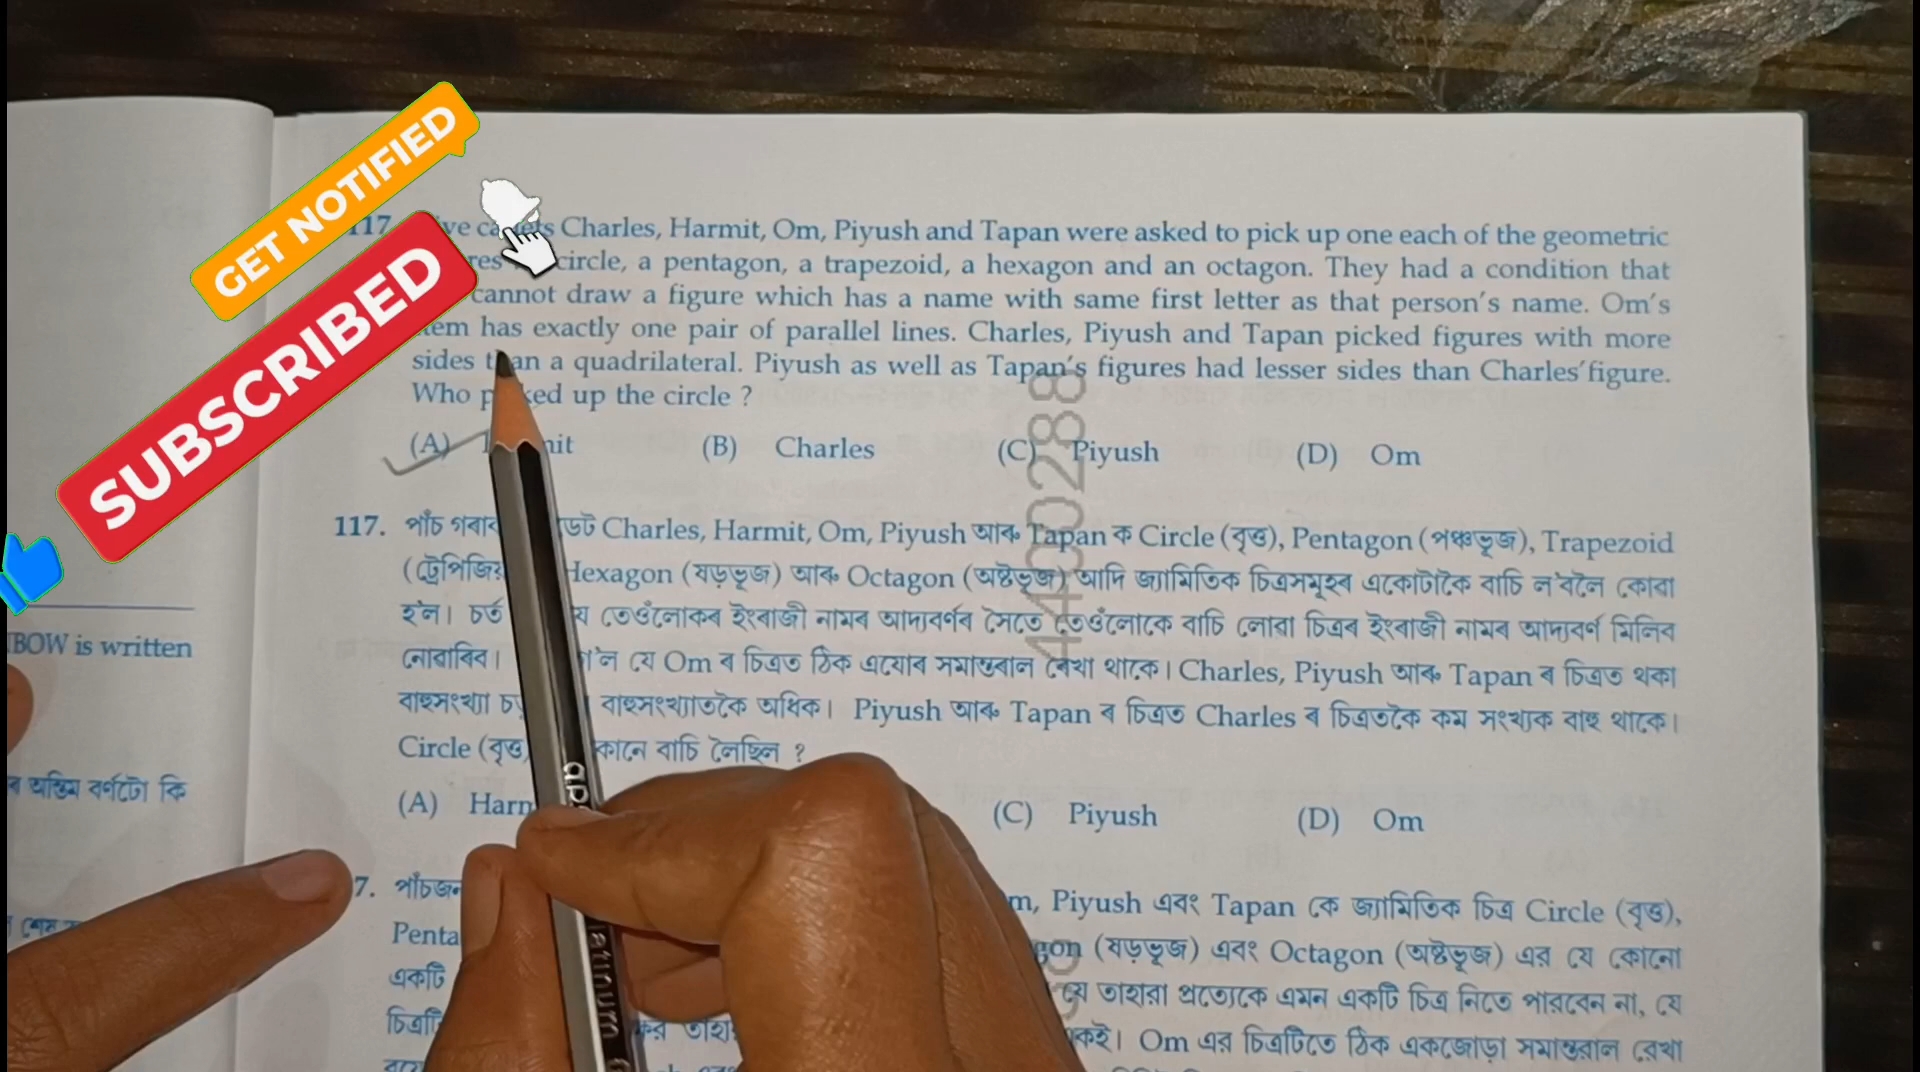 GET NOTIFIED
SUBSCRIBED
117. Charles, Harmit, Om, Piyush and Tapan were asked to pick up one each of the geometric
circle, a pentagon, a trapezoid, a hexagon and an octagon. They had a condition that
cannot draw a figure which has a name with same first letter as that person's name. Om's
has exactly one pair of parallel lines. Charles, Piyush and Tapan picked figures with more
sides than a quadrilateral. Piyush as well as Tapan's figures had lesser sides than Charles' figure.
Who picked up the circle ?
(A) (B) Charles (C) Piyush (D) Om
4400288
117. পাঁচ Charles, Harmit, Om, Piyush আৰু Tapan ক Circle (বৃত্ত), Pentagon (পঞ্চভূজ), Trapezoid
Hexagon (ষড়ভূজ) আৰু Octagon (অষ্টভূজ) আদি জ্যামিতিক চিত্ৰসমূহৰ একোটাকৈ বাচি ল'বলৈ কোৱা
হ'ল। তেওঁলোকৰ ইংৰাজী নামৰ আদ্যবৰ্ণৰ সৈতে তেওঁলোকে বাচি লোৱা চিত্ৰৰ ইংৰাজী নামৰ আদ্যবৰ্ণ মিলিব
নোৱাৰিব। যে Om ৰ চিত্ৰত ঠিক এযোৰ সমান্তৰাল ৰেখা থাকে। Charles, Piyush আৰু Tapan ৰ চিত্ৰত থকা
বাহুসংখ্যা বাহুসংখ্যাতকৈ অধিক। Piyush আৰু Tapan ৰ চিত্ৰত Charles ৰ চিত্ৰতকৈ কম সংখ্যক বাহু থাকে।
Circle (বৃত্ত) বাচি লৈছিল ?
(A) (C) Piyush (D) Om
BOW is written
ৰ অন্তিম বৰ্ণটো কি
7. Piyush এবং Tapan কে জ্যামিতিক চিত্র Circle (বৃত্ত),
(ষড়ভূজ) এবং Octagon (অষ্টভূজ) এর যে কোনো
একটি যে তাহারা প্রত্যেকে এমন একটি চিত্র নিতে পারবেন না, যে
Om এর চিত্রটিতে ঠিক একজোড়া সমান্তরাল রেখা